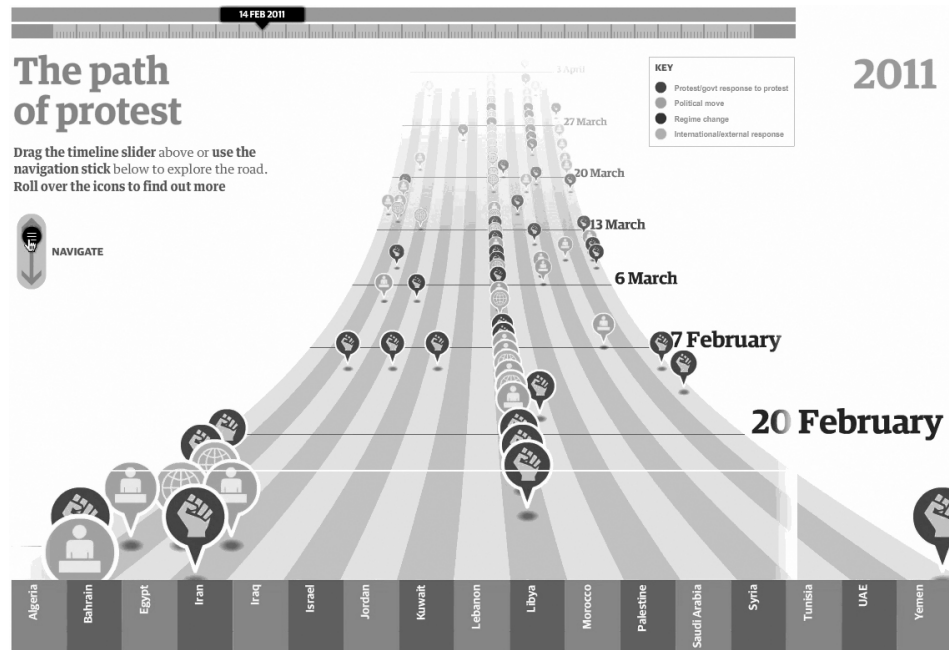 14 FEB 2011
The path
of protest
2011
Drag the timeline slider above or use the
navigation stick below to explore the road.
Roll over the icons to find out more
NAVIGATE
KEY
Protest/govt response to protest
Political move
Regime change
International/external response
1 April
27 March
20 March
13 March
6 March
7 February
20 February
Algeria
Bahrain
Egypt
Iran
Iraq
Israel
Jordan
Kuwait
Lebanon
Libya
Morocco
Palestine
Saudi Arabia
Syria
Tunisia
UAE
Yemen